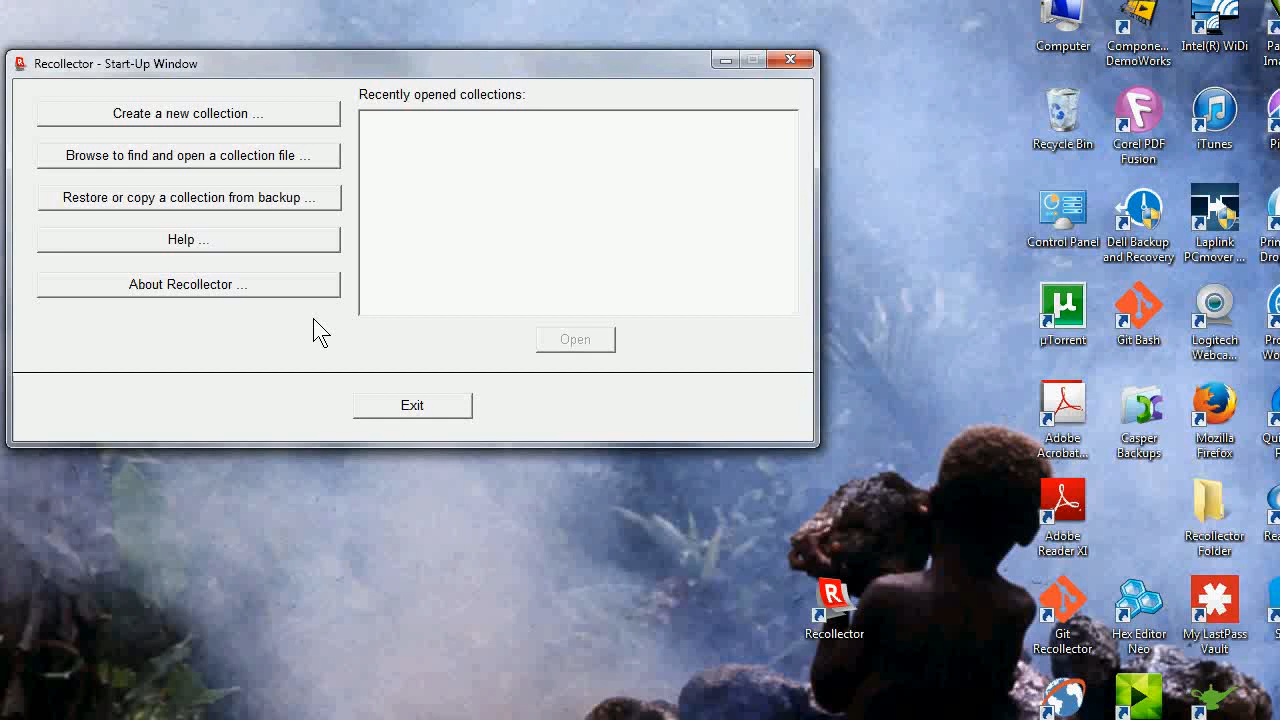 Recollector - Start-Up Window
Create a new collection ...
Browse to find and open a collection file ...
Restore or copy a collection from backup ...
Help ...
About Recollector ...
Recently opened collections:
Open
Exit
Recollector
Computer
Compone...
DemoWorks
Intel(R) WiDi
Recycle Bin
Corel PDF
Fusion
iTunes
Control Panel
Dell Backup
and Recovery
Laplink
PCmover ...
µTorrent
Git Bash
Logitech
Webca...
Adobe
Acrobat...
Casper
Backups
Mozilla
Firefox
Adobe
Reader XI
Recollector
Folder
Git
Recollector
Hex Editor
Neo
My LastPass
Vault